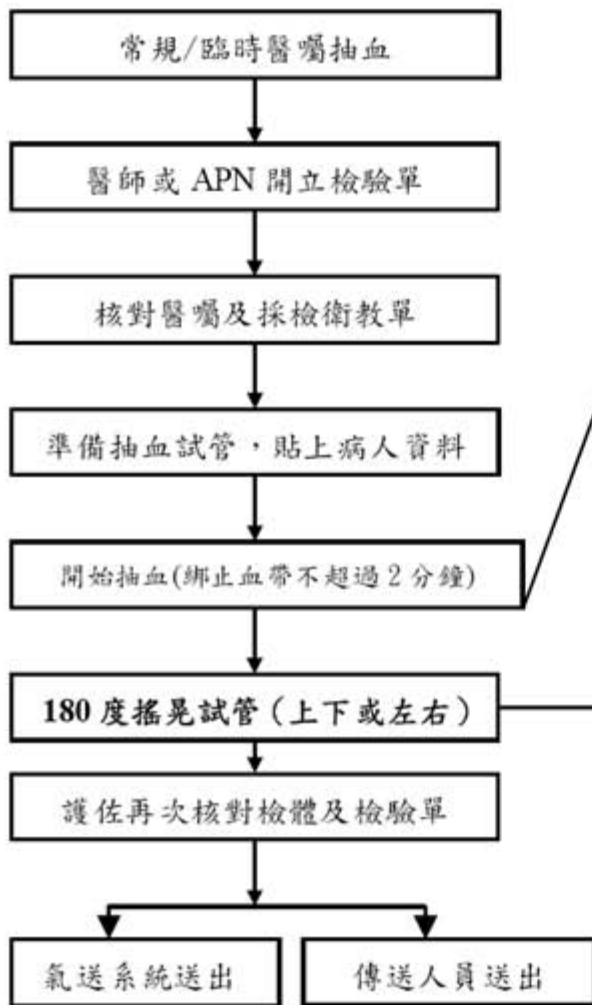 常規/臨時醫囑抽血
醫師或 APN 開立檢驗單
核對醫囑及採檢衛教單
準備抽血試管，貼上病人資料
開始抽血(綁止血帶不超過 2 分鐘)
180 度搖晃試管（上下或左右）
護佐再次核對檢體及檢驗單
氣送系統送出
傳送人員送出